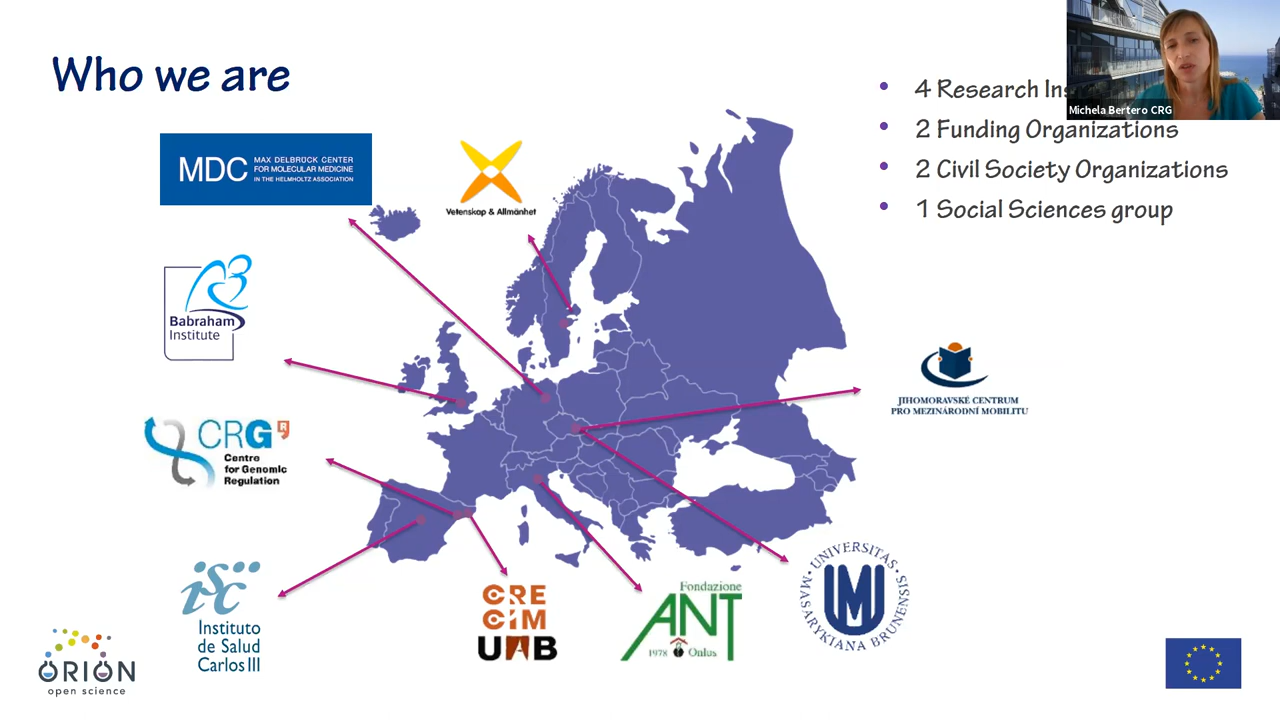 Who we are
• 4 Research Ins
• 2 Funding Organizations
• 2 Civil Society Organizations
• 1 Social Sciences group
Michela Bertero CRG
MDC MAX DELBRÜCK CENTER
FOR MOLECULAR MEDICINE
IN THE HELMHOLTZ ASSOCIATION
Vetenskap & Allmänhet
Babraham
Institute
CRG R
Centre
for Genomic
Regulation
JIHOMORAVSKÉ CENTRUM
PRO MEZINÁRODNÍ MOBILITU
isc
Instituto
de Salud
Carlos III
CRE
CIM
UAB
Fondazione
ANT
1978 Onlus
UNIVERSITAS MASARYKIANA BRUNENSIS
MU
ORION
open science